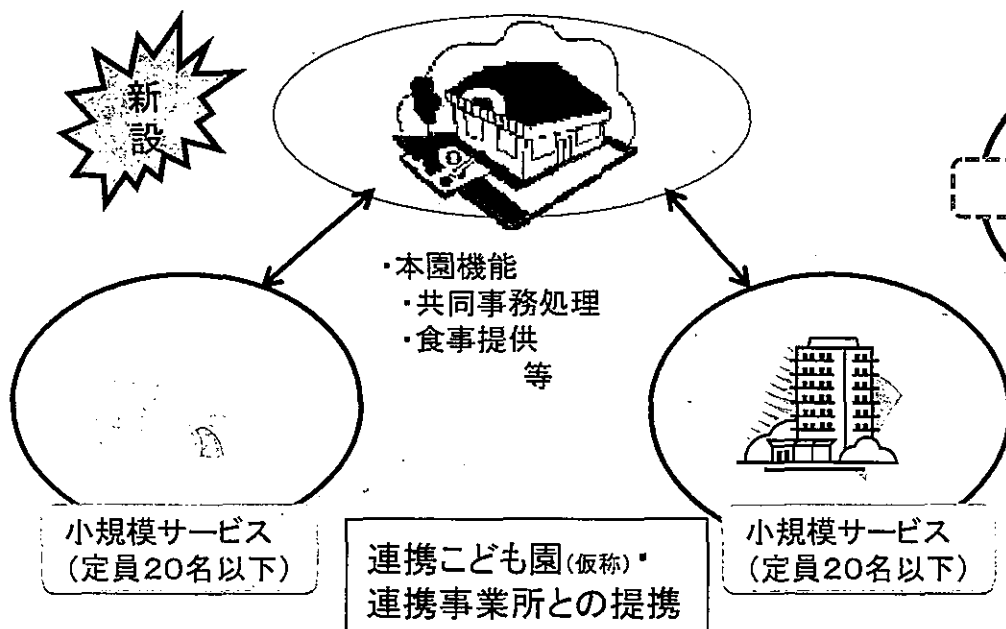 新
設
・本園機能
・共同事務処理
・食事提供
等
小規模サービス
(定員20名以下)
連携こども園(仮称)・
連携事業所との提携
小規模サービス
(定員20名以下)